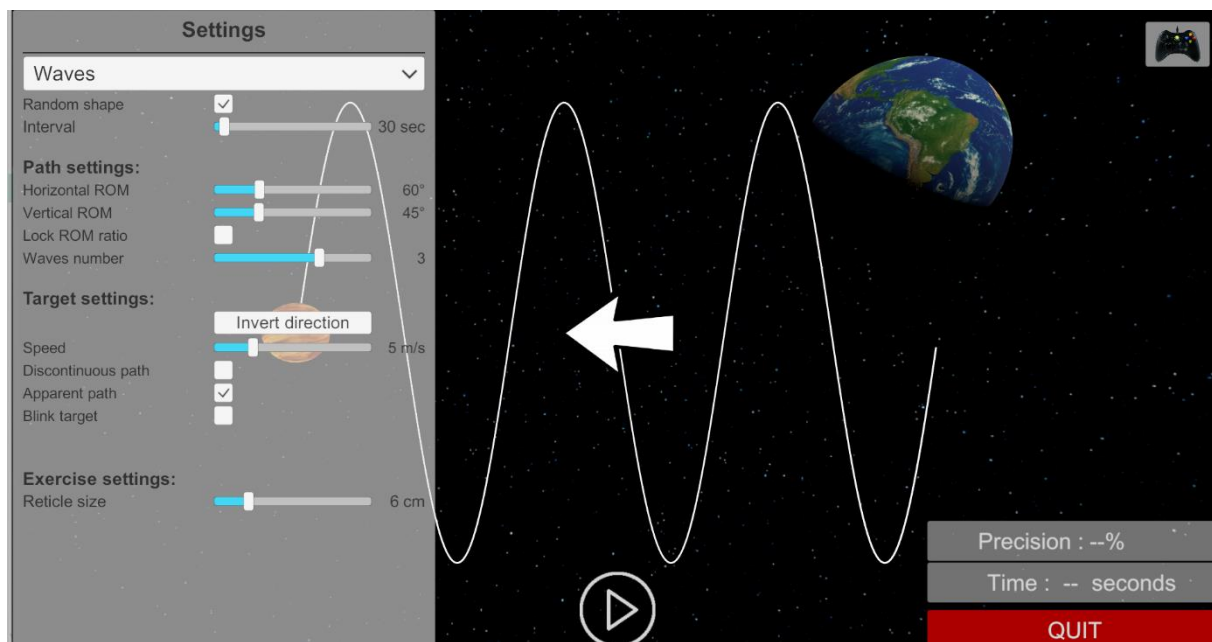 Settings
Waves
Random shape
Interval 30 sec
Path settings:
Horizontal ROM 60°
Vertical ROM 45°
Lock ROM ratio
Waves number 3
Target settings:
Invert direction
Speed 5 m/s
Discontinuous path
Apparent path
Blink target
Exercise settings:
Reticle size 6 cm
Precision : --%
Time : -- seconds
QUIT